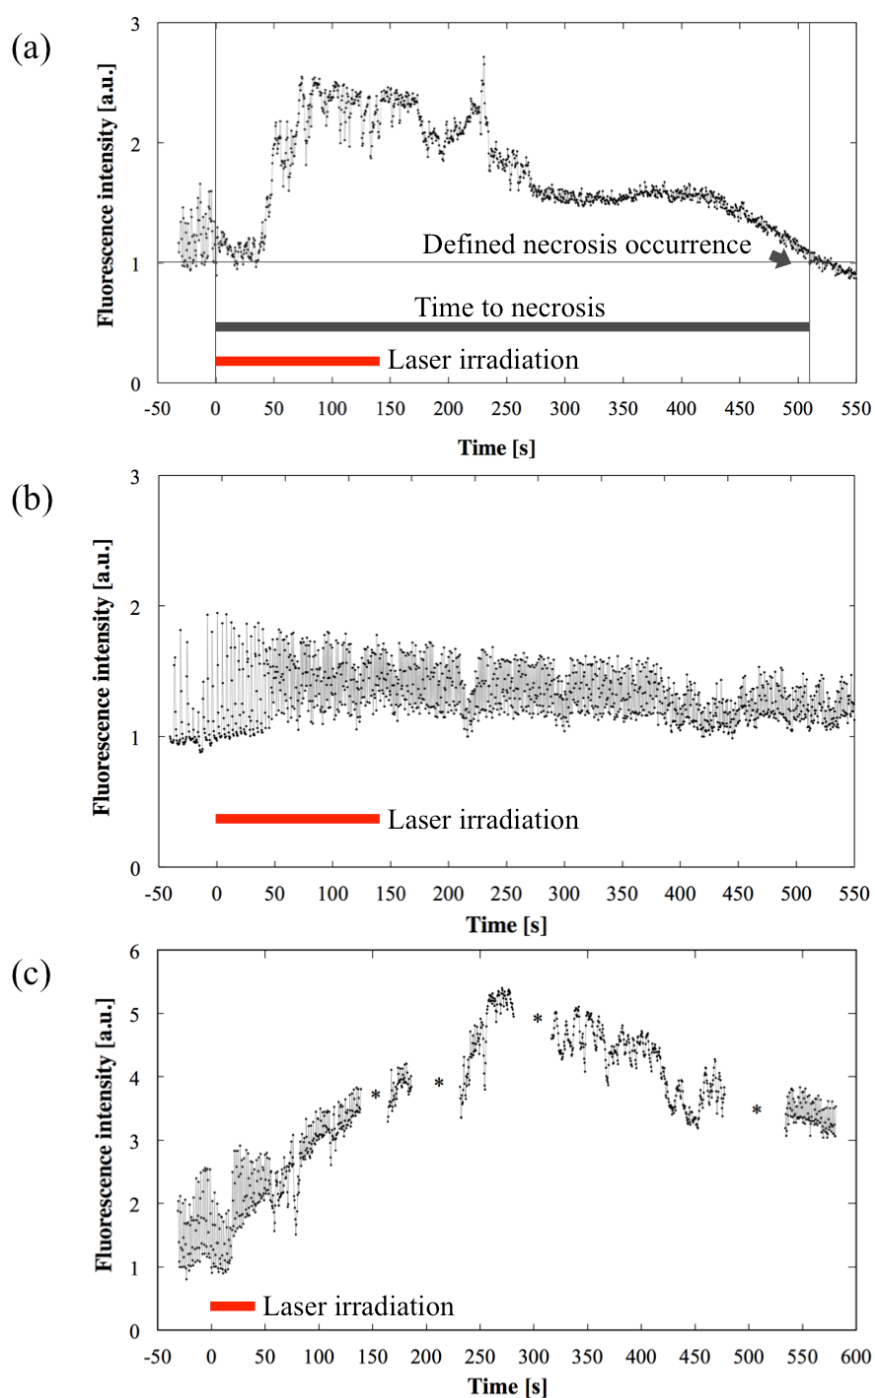 (a)
Fluorescence intensity [a.u.]
3
2
1
1
Defined necrosis occurrence
Time to necrosis
Laser irradiation
-50 0 50 100 150 200 250 300 350 400 450 500 550
Time [s]
(b)
Fluorescence intensity [a.u.]
3
2
1
0
Laser irradiation
-50 0 50 100 150 200 250 300 350 400 450 500 550
Time [s]
(c)
Fluorescence intensity [a.u.]
6
5
4
3
2
1
0
* * * *
Laser irradiation
-50 0 50 100 150 200 250 300 350 400 450 500 550 600
Time [s]